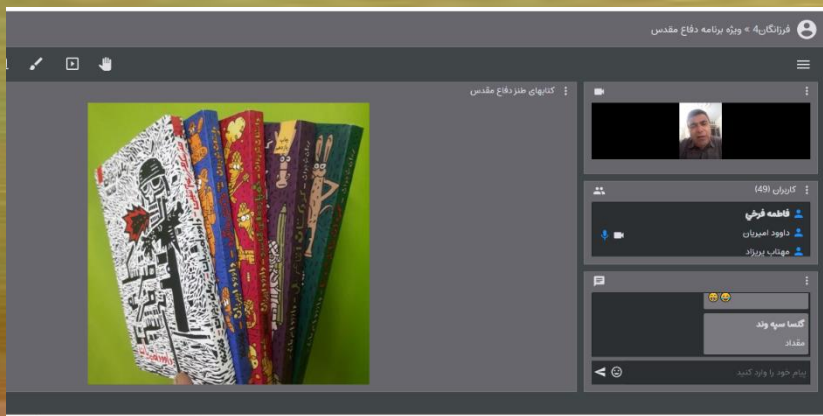 فرزانگان4 » ویژه برنامه دفاع مقدس
کتابهای طنز دفاع مقدس
کاربران (49)
فاطمه فرخي
داوود امیریان
مهتاب پریزاد
گلسا سپه وند
مقداد
پیام خود را وارد کنید